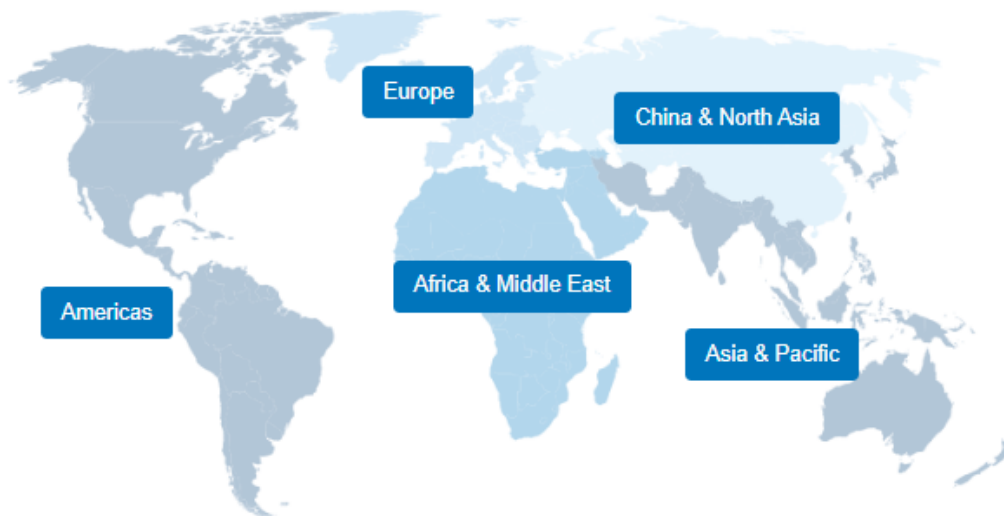 Europe
China & North Asia
Africa & Middle East
Americas
Asia & Pacific